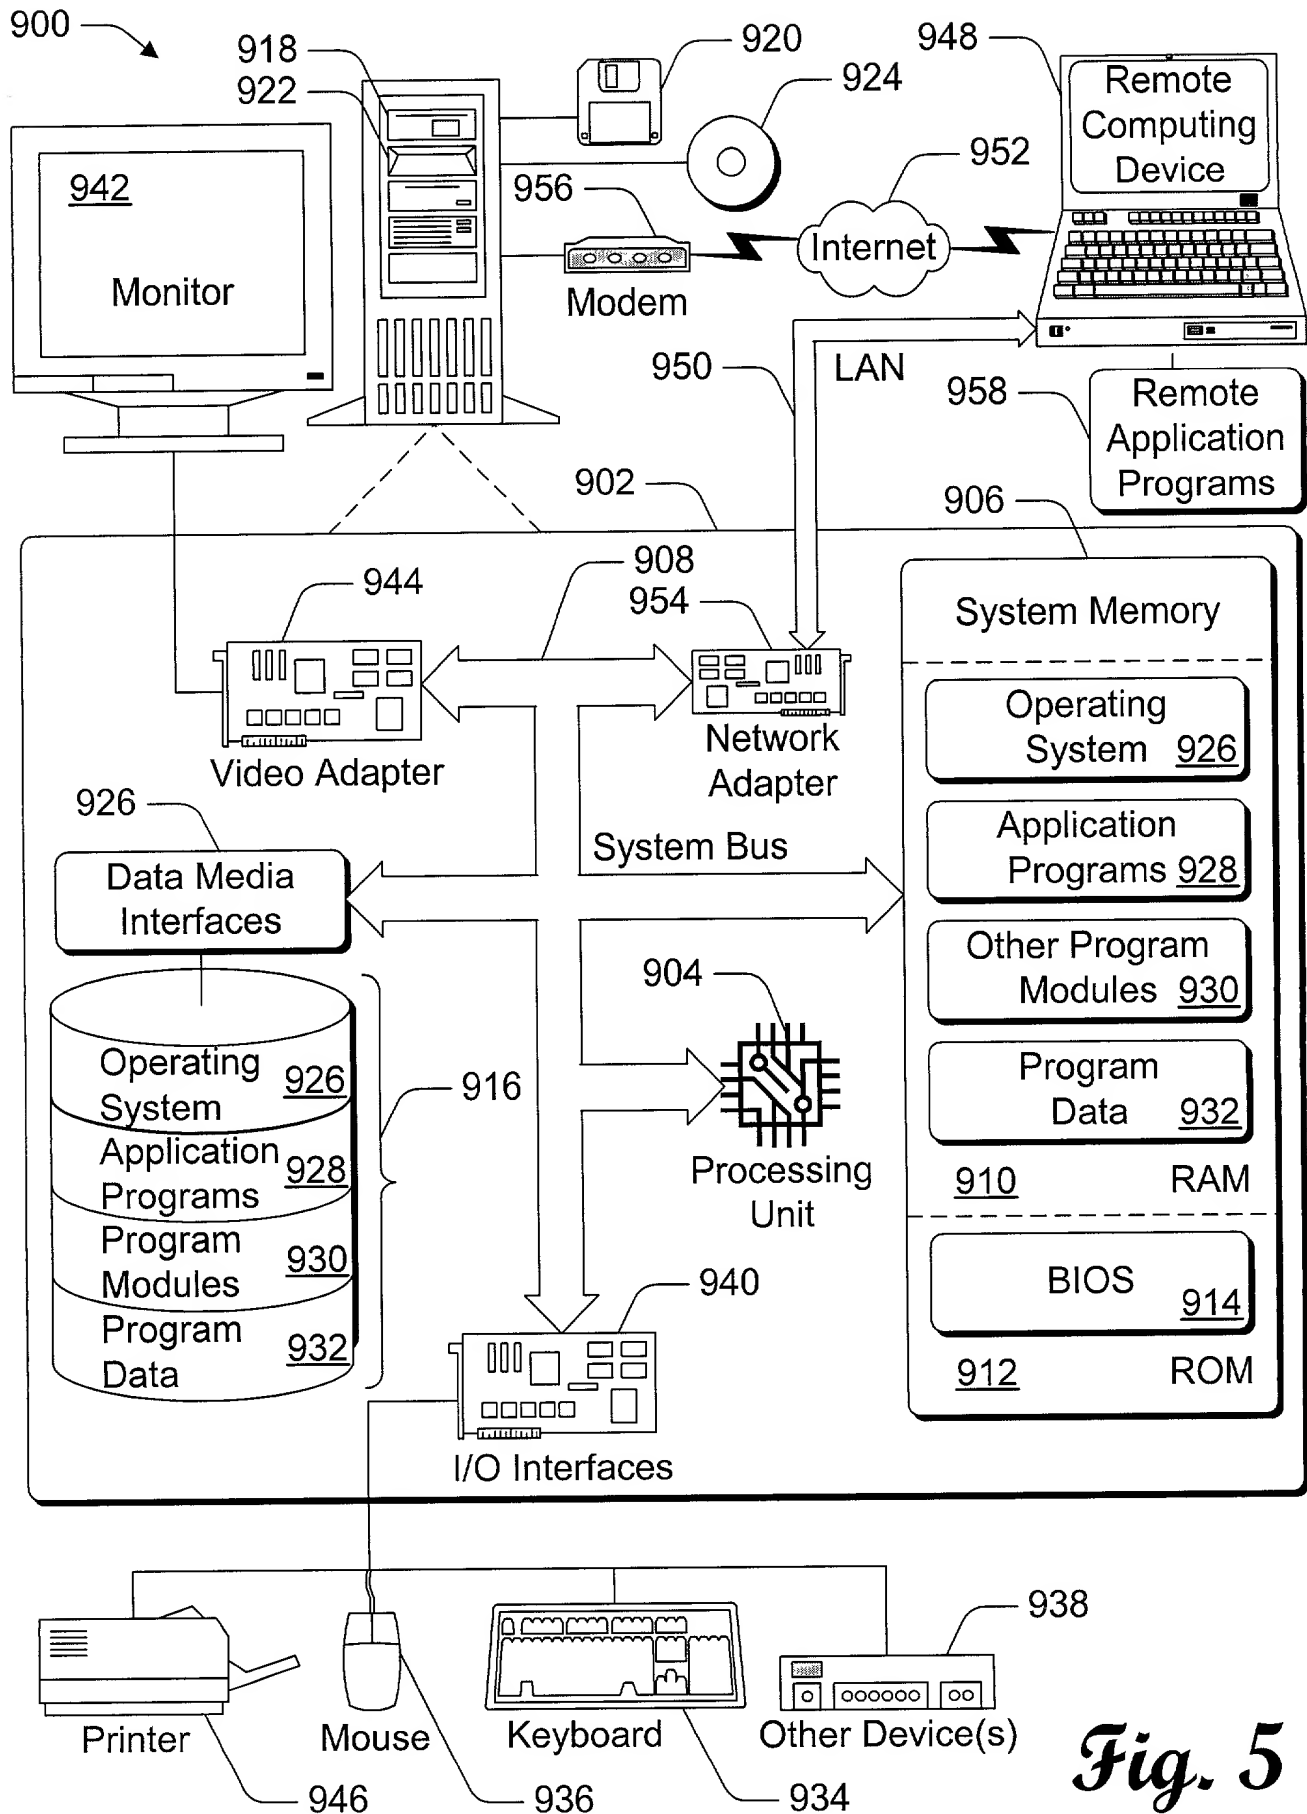 900
918
922
920
924
948
Remote
Computing
Device
942
Monitor
956
Modem
952
Internet
950
LAN
958
Remote
Application
Programs
902
906
908
944
954
Video Adapter
Network
Adapter
System Memory
Operating
System 926
Application
Programs 928
Other Program
Modules 930
Program
Data 932
910 RAM
BIOS
914
912 ROM
926
Data Media
Interfaces
System Bus
904
Processing
Unit
Operating
System 926
Application
Programs 928
Program
Modules 930
Program
Data 932
916
940
I/O Interfaces
938
Printer
Mouse
Keyboard
Other Device(s)
946
936
934
Fig. 5